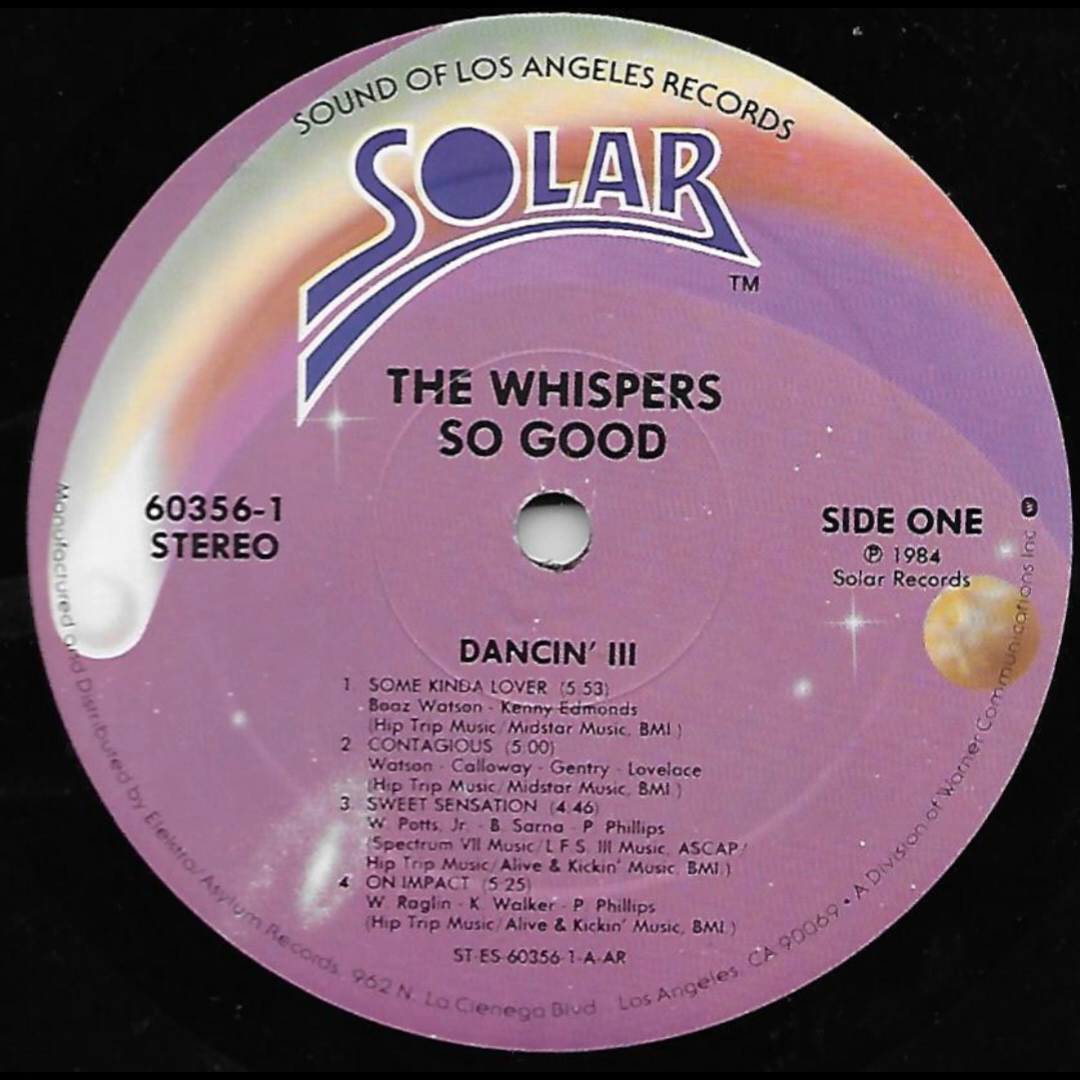 SOUND OF LOS ANGELES RECORDS
SOLAR
TM
THE WHISPERS
SO GOOD
60356-1
STEREO
SIDE ONE
℗ 1984
Solar Records
DANCIN' III
1. SOME KINDA LOVER (5:53)
Boaz Watson - Kenny Edmonds
(Hip Trip Music/Midstar Music, BMI.)
2. CONTAGIOUS (5:00)
Watson - Calloway - Gentry - Lovelace
(Hip Trip Music/Midstar Music, BMI.)
3. SWEET SENSATION (4:46)
W. Potts, Jr. - B. Sarna - P. Phillips
(Spectrum VII Music/L.F.S. III Music, ASCAP/
Hip Trip Music/Alive & Kickin' Music, BMI.)
4. ON IMPACT (5:25)
W. Raglin - K. Walker - P. Phillips
(Hip Trip Music/Alive & Kickin' Music, BMI.)
ST-ES-60356-1-A-AR
Manufactured and Distributed by Elektra/Asylum Records, 962 N. La Cienega Blvd. Los Angeles, CA 90069 • A Division of Warner Communications Inc.